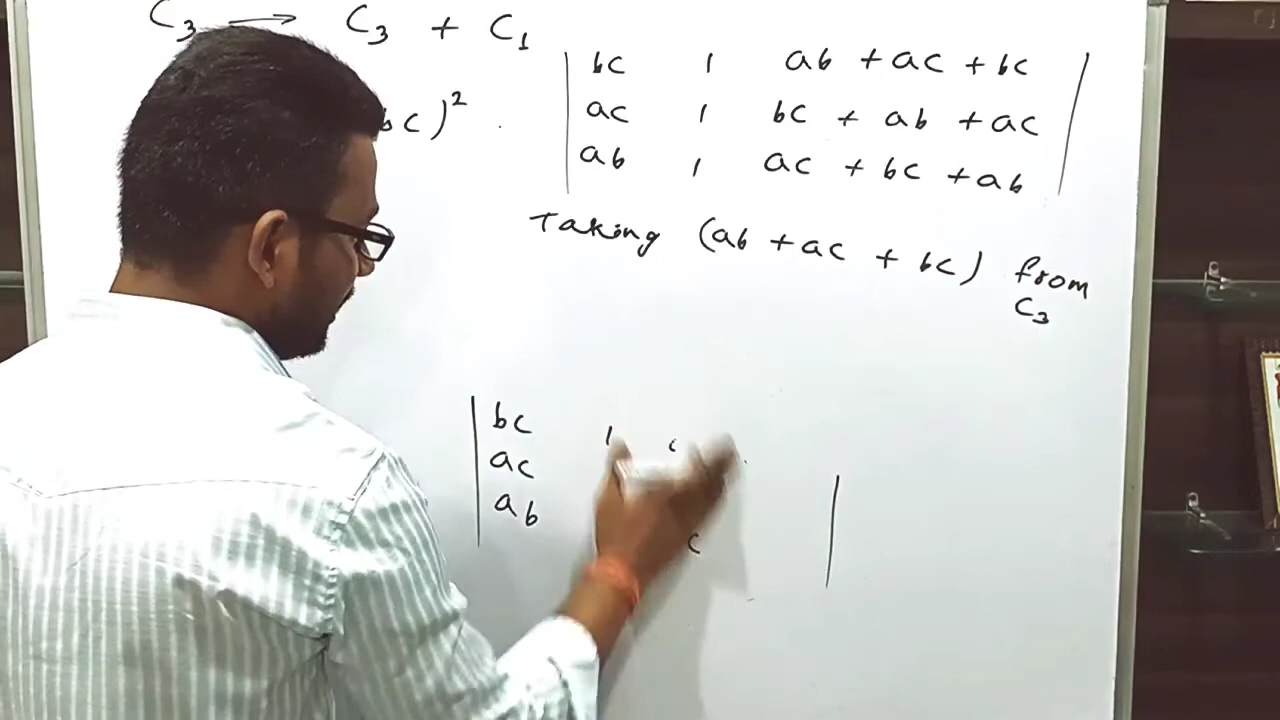 C₃ ⟶ C₃ + C₁
bc)² .
| bc 1 ab + ac + bc |
| ac 1 bc + ab + ac |
| ab 1 ac + bc + ab |
Taking (ab + ac + bc) from
C₃
| bc 1
| ac
| ab c |